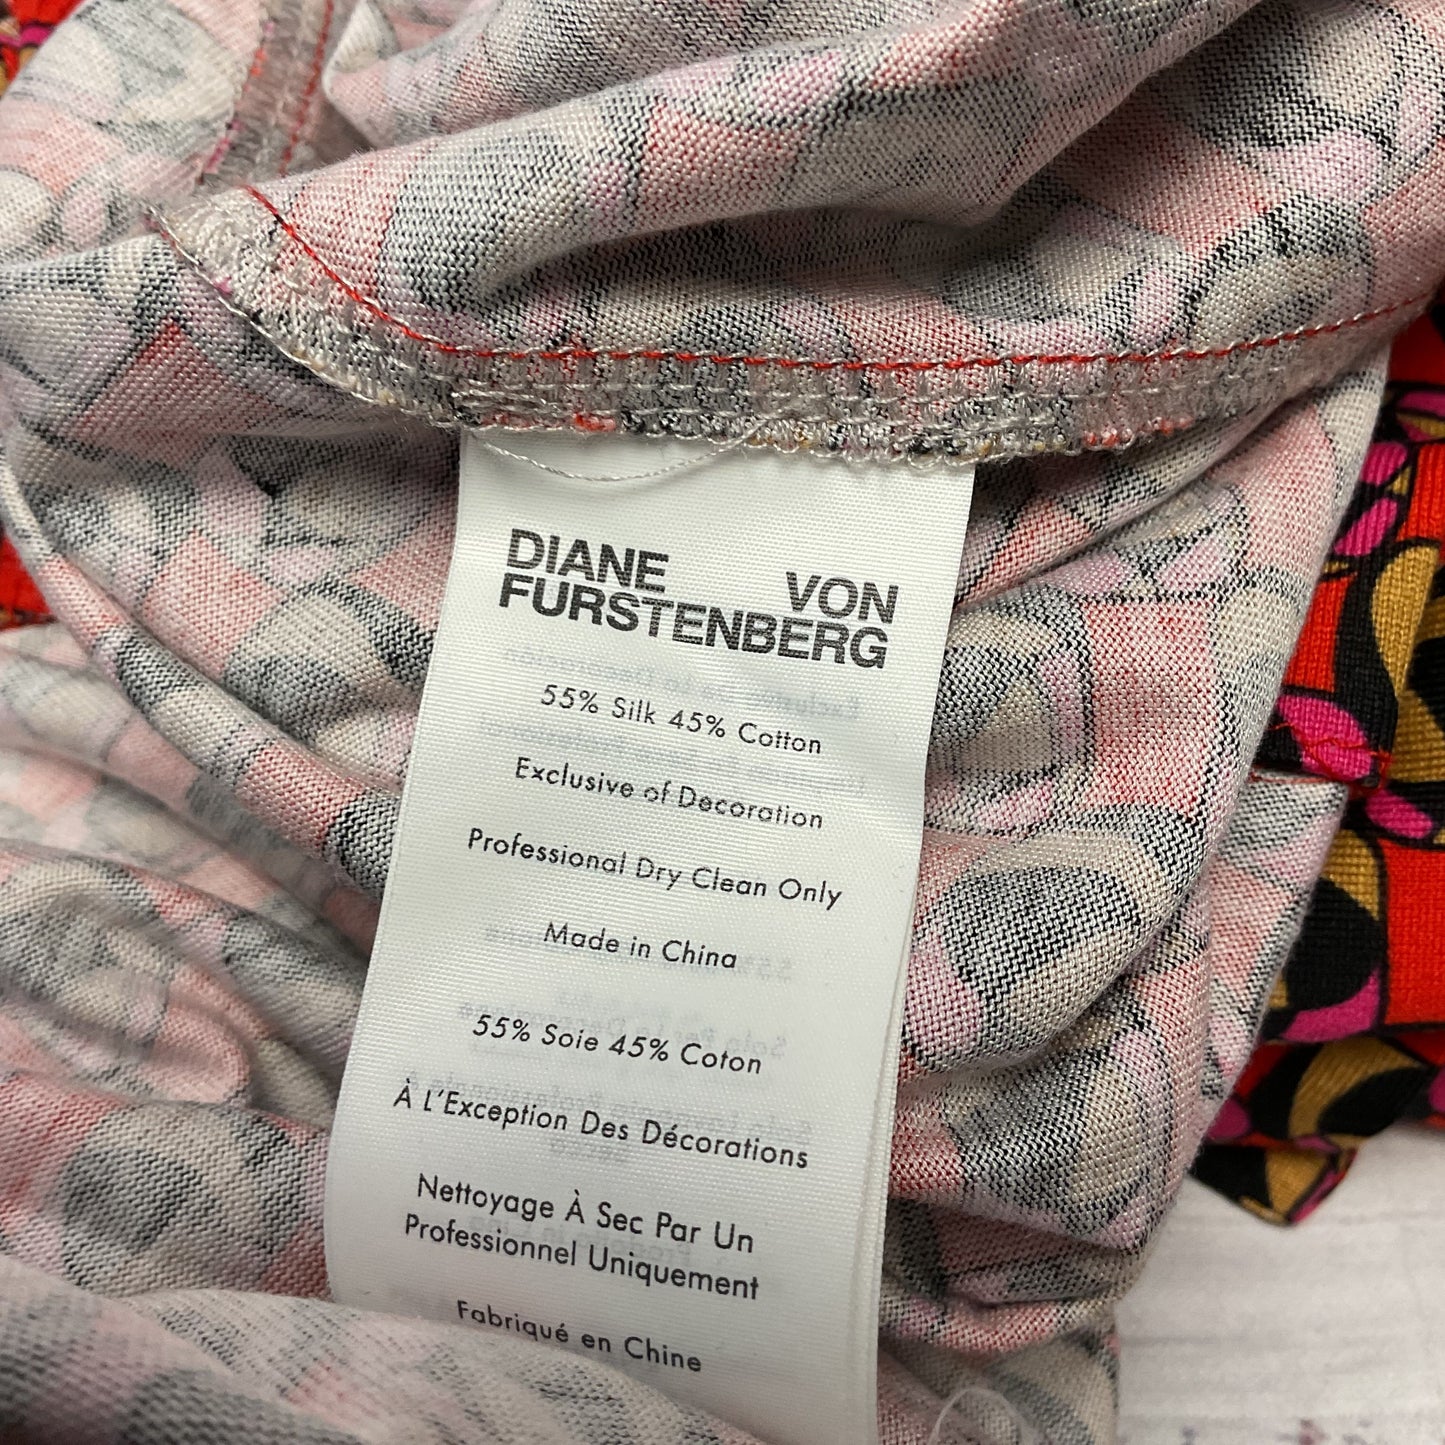 DIANE VON
FURSTENBERG
55% Silk 45% Cotton
Exclusive of Decoration
Professional Dry Clean Only
Made in China
55% Soie 45% Coton
À L'Exception Des Décorations
Nettoyage À Sec Par Un
Professionnel Uniquement
Fabriqué en Chine